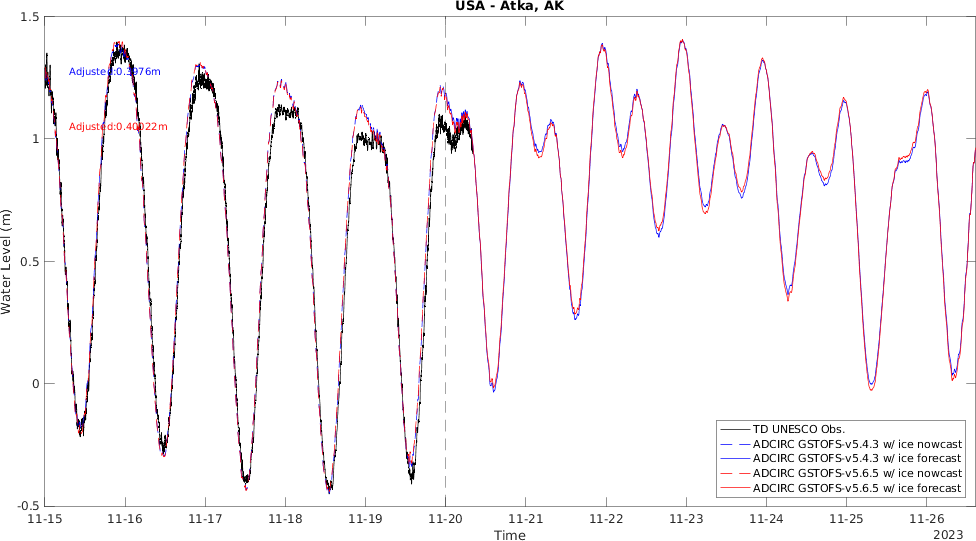 USA - Atka, AK
1.5
1
0.5
0
-0.5
Water Level (m)
Adjusted:0.3976m
Adjusted:0.40022m
TD UNESCO Obs.
ADCIRC GSTOFS-v5.4.3 w/ ice nowcast
ADCIRC GSTOFS-v5.4.3 w/ ice forecast
ADCIRC GSTOFS-v5.6.5 w/ ice nowcast
ADCIRC GSTOFS-v5.6.5 w/ ice forecast
11-15 11-16 11-17 11-18 11-19 11-20 11-21 11-22 11-23 11-24 11-25 11-26
Time
2023